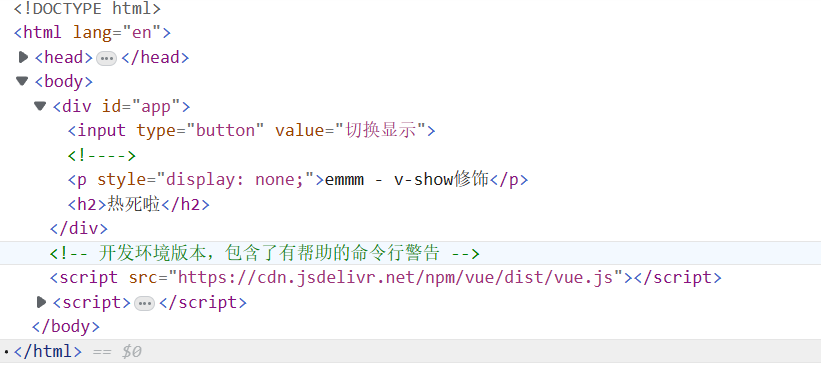 <!DOCTYPE html>
<html lang="en">
▶<head>•••</head>
▼<body>
▼<div id="app">
<input type="button" value="切换显示">
<!---->
<p style="display: none;">emmm - v-show修饰</p>
<h2>热死啦</h2>
</div>
<!-- 开发环境版本，包含了有帮助的命令行警告 -->
<script src="https://cdn.jsdelivr.net/npm/vue/dist/vue.js"></script>
▶<script>•••</script>
</body>
</html> == $0